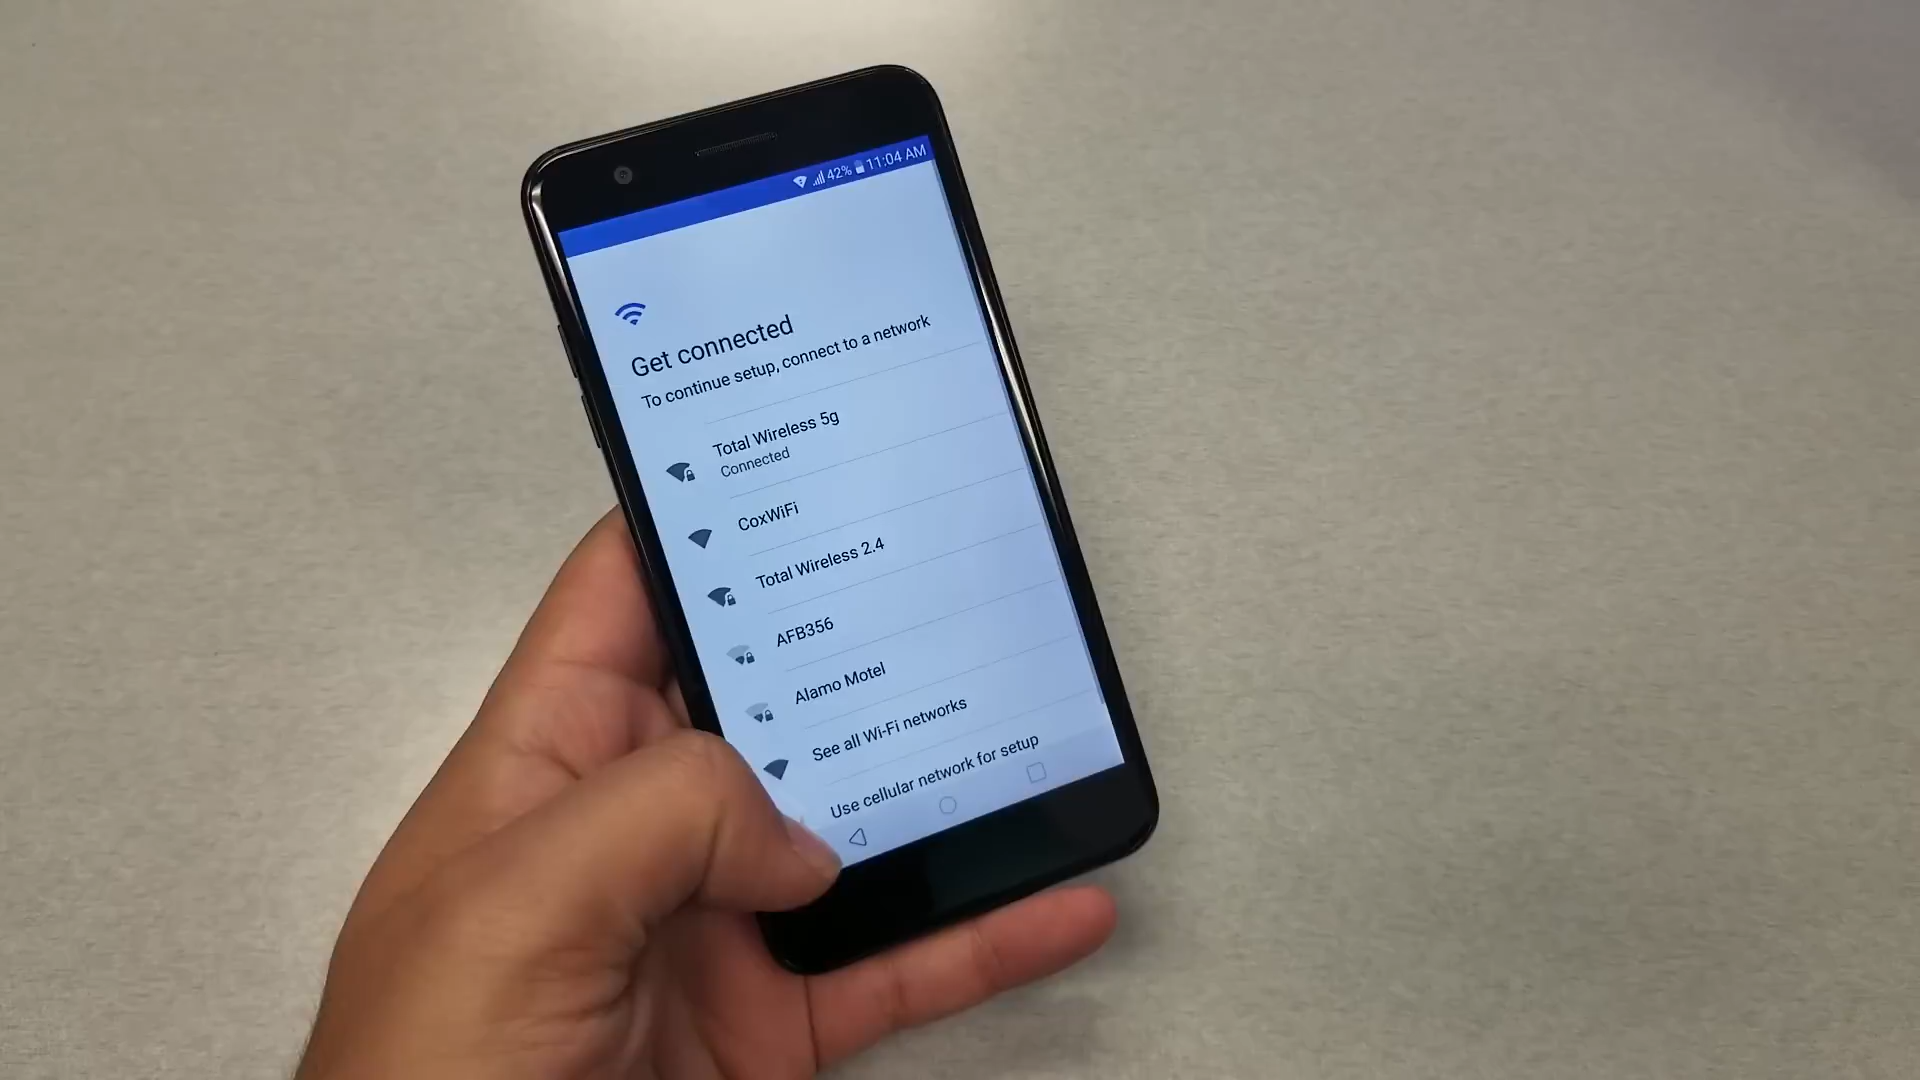 42% 11:04 AM
Get connected
To continue setup, connect to a network
Total Wireless 5g
Connected
CoxWiFi
Total Wireless 2.4
AFB356
Alamo Motel
See all Wi-Fi networks
Use cellular network for setup